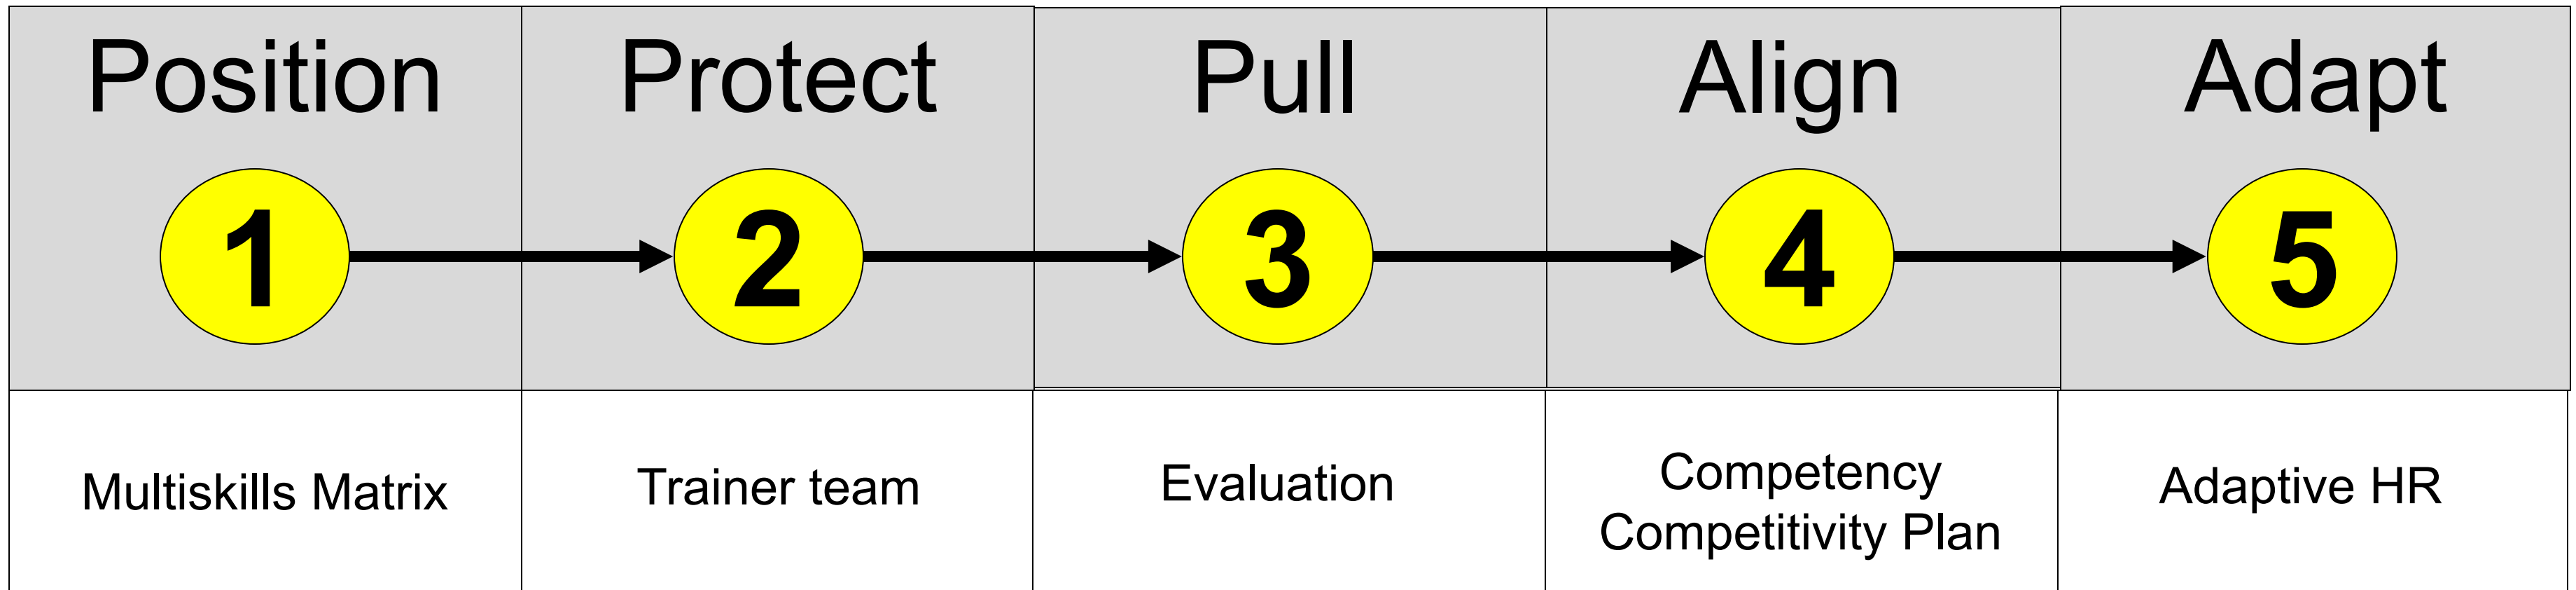 Position
Protect
Pull
Align
Adapt
1
2
3
4
5
Multiskills Matrix
Trainer team
Evaluation
Competency
Competitivity Plan
Adaptive HR